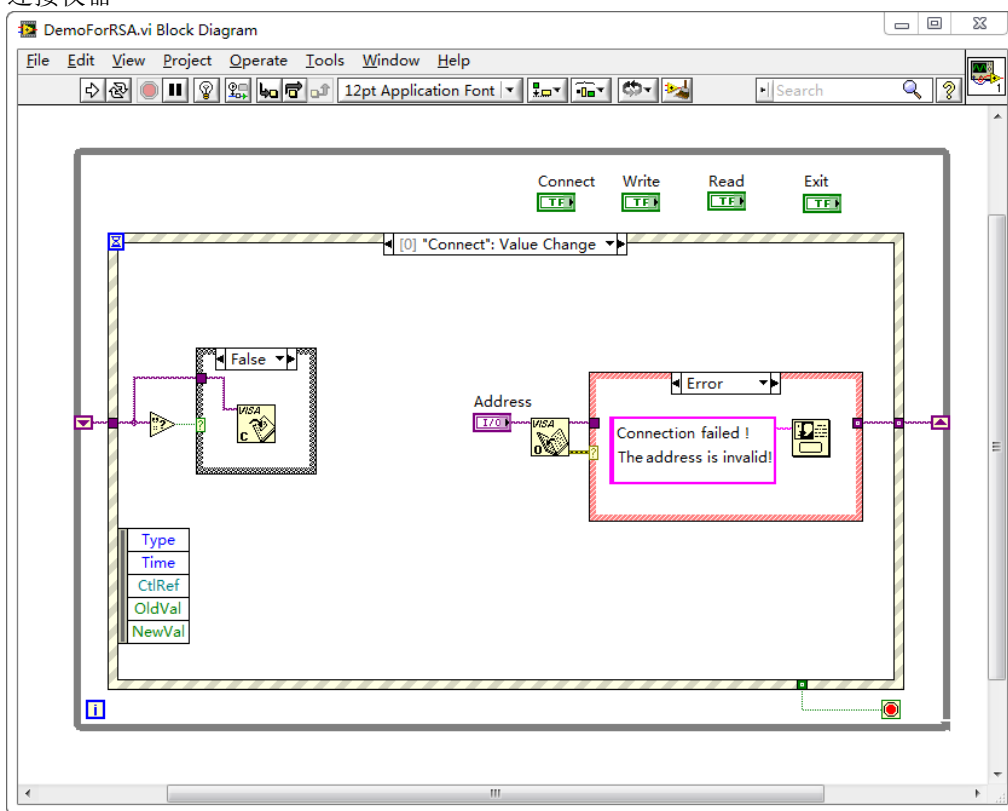 连接仪器
DemoForRSA.vi Block Diagram
File Edit View Project Operate Tools Window Help
12pt Application Font
Search
1
Connect Write Read Exit
TF TF TF TF
[0] "Connect": Value Change
False
Error
Address
I/O
VISA
C
VISA
O
?
?
?
Connection failed !
The address is invalid!
Type
Time
CtlRef
OldVal
NewVal
i